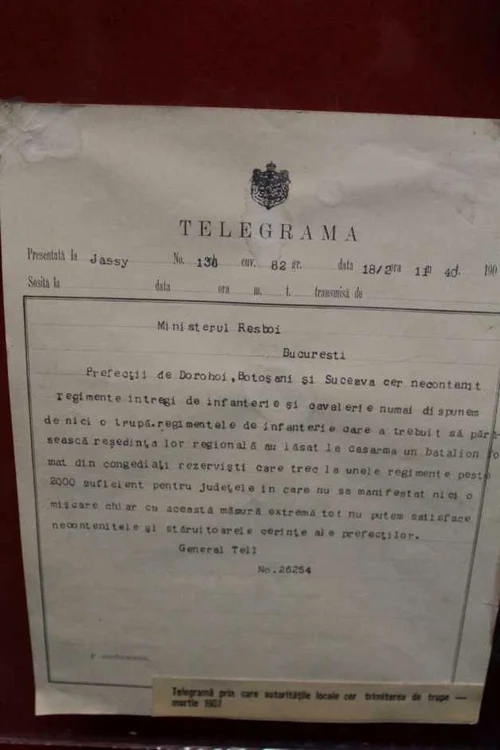 TELEGRAMA
Presentată la Jassy No. cuv. 82 gr. data 18/2 ora 11 40 190
Sosita la data ora m. t. transmisă de
Ministerul Resboi
Bucuresti
Prefecții de Dorohoi, Botoșani și Suceava cer necontenit
regimente intregi de infanterie și cavalerie numai dispunem
de nici o trupă.regimentele de infanterie care a trebuit să pără-
sească reședința lor regională au lăsat la casarma un batalion fo
mat din congediați rezerviști care trec la unele regimente peste
2000 suficient pentru județele in care nu sa manifestat nici o
mișcare chiar cu această măsură extremă tot nu putem satisface
necontenitele și stăruitoarele cerințe ale prefecților.
General Tell
No.26254
Telegramă prin care autoritățile locale cer trimiterea de trupe —
martie 1907